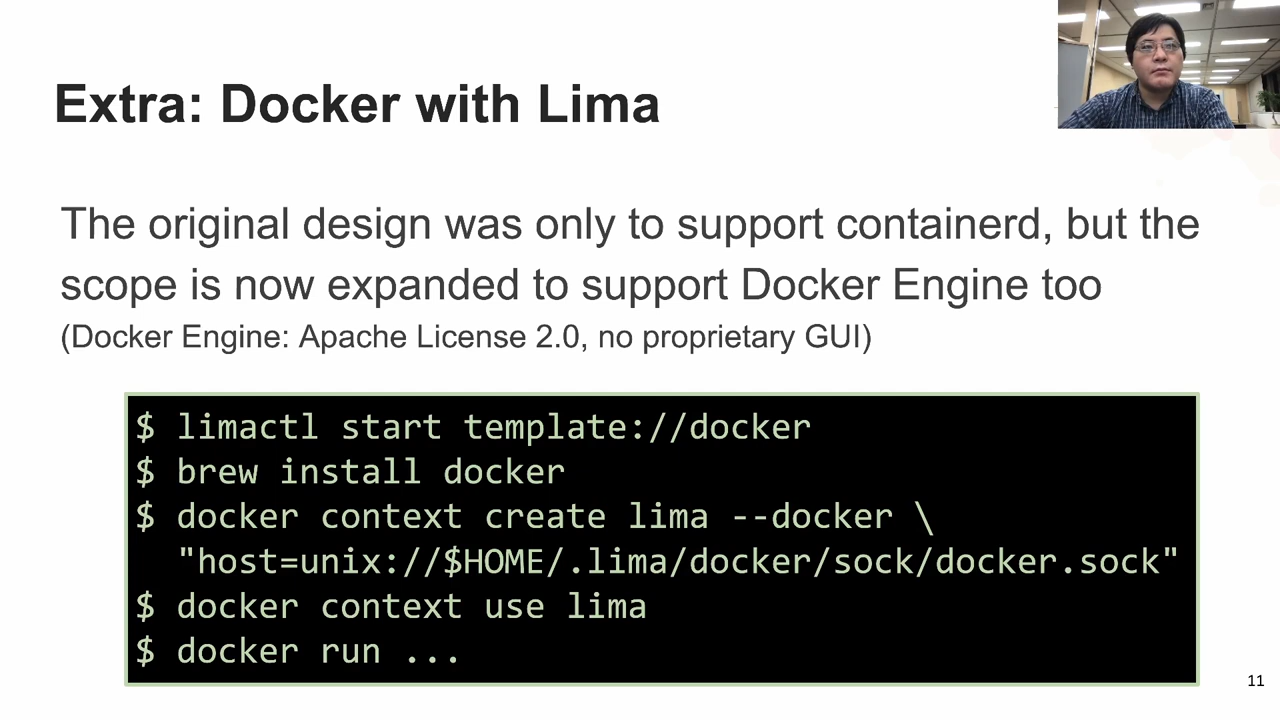 Extra: Docker with Lima
The original design was only to support containerd, but the
scope is now expanded to support Docker Engine too
(Docker Engine: Apache License 2.0, no proprietary GUI)
$ limactl start template://docker
$ brew install docker
$ docker context create lima --docker \
"host=unix://$HOME/.lima/docker/sock/docker.sock"
$ docker context use lima
$ docker run ...
11